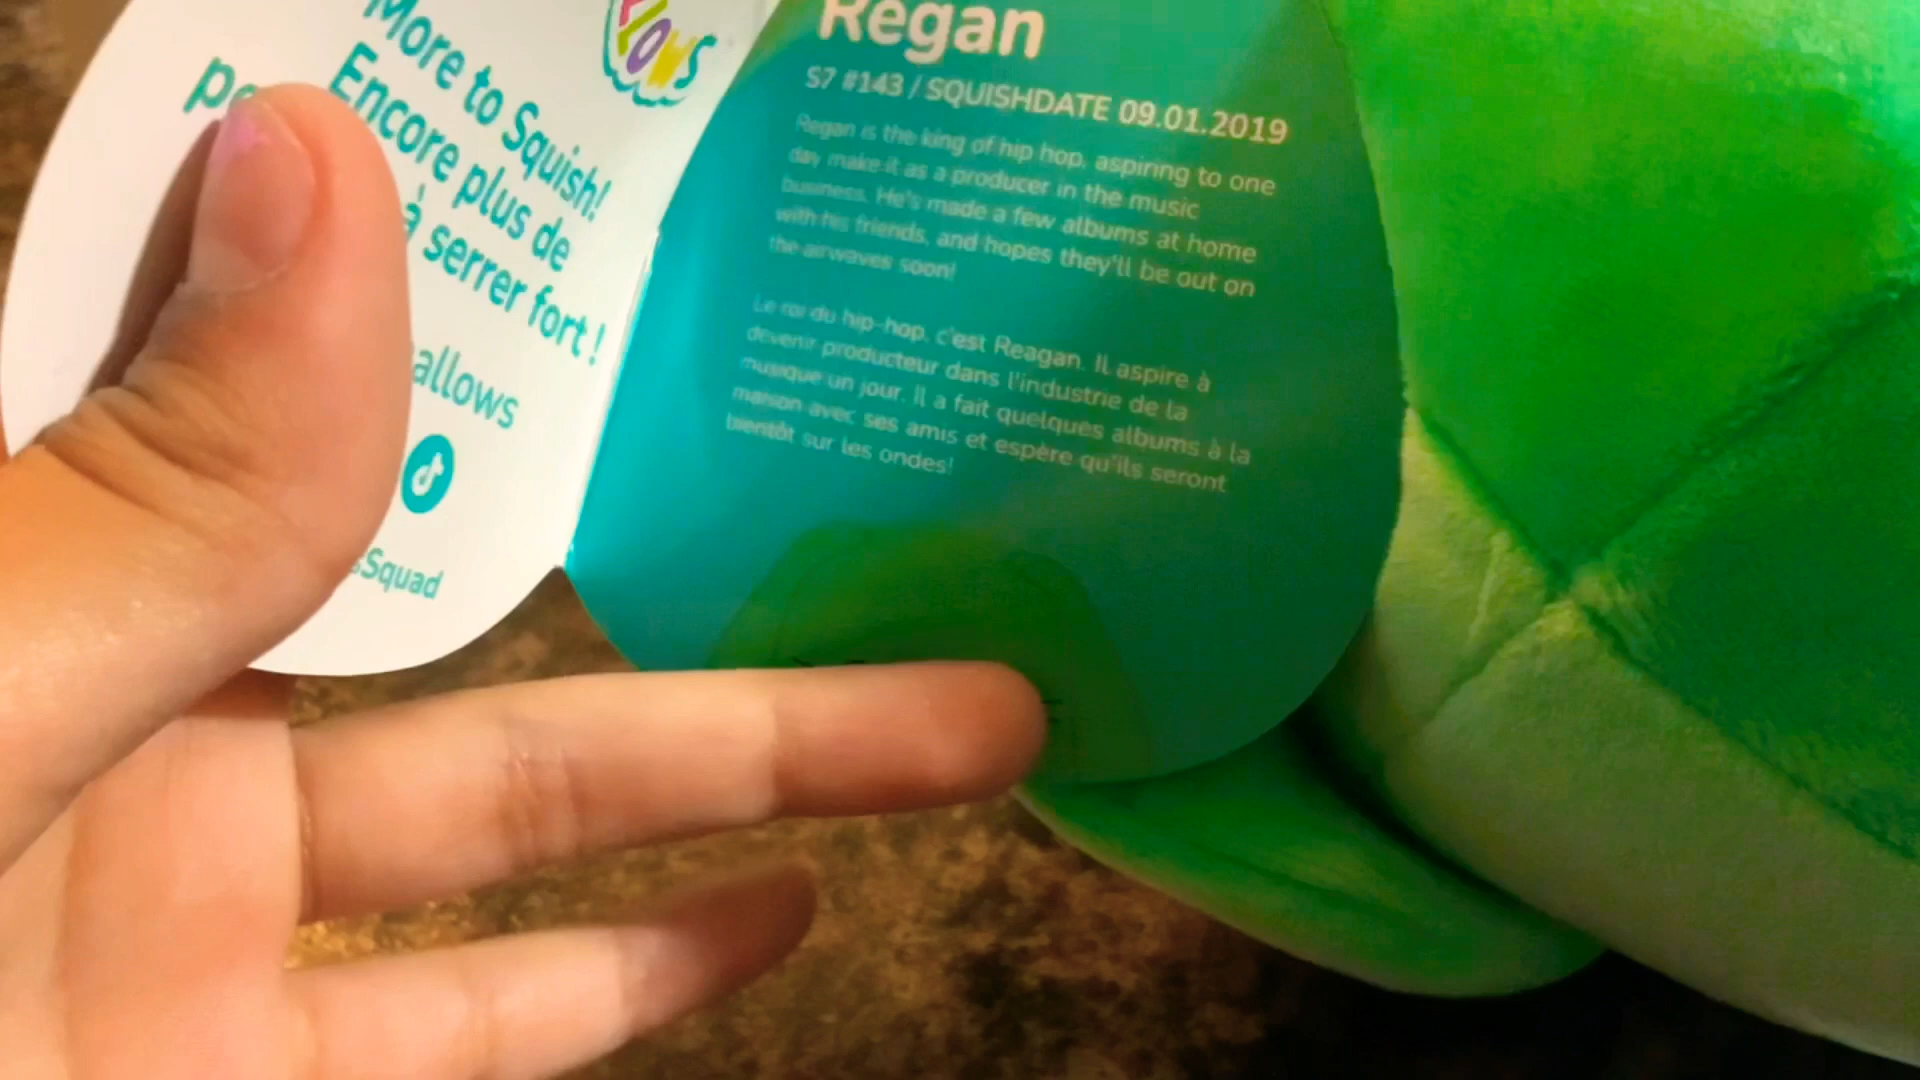 FLOWS
More to Squish!
Encore plus de
à serrer fort !
allows
Squad
Regan
S7 #143 / SQUISHDATE 09.01.2019
Regan is the king of hip hop, aspiring to one
day make it as a producer in the music
business. He's made a few albums at home
with his friends, and hopes they'll be out on
the airwaves soon!
Le roi du hip-hop, c'est Reagan. Il aspire à
devenir producteur dans l'industrie de la
musique un jour. Il a fait quelques albums à la
maison avec ses amis et espère qu'ils seront
bientôt sur les ondes!